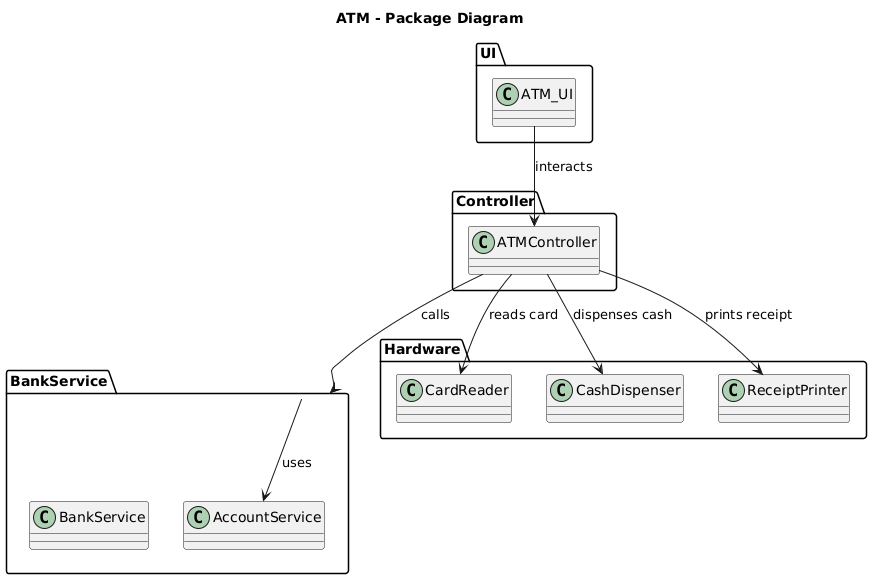 ATM - Package Diagram
UI
C ATM_UI
interacts
Controller
C ATMController
calls
reads card
dispenses cash
prints receipt
Hardware
C CardReader
C CashDispenser
C ReceiptPrinter
BankService
uses
C BankService
C AccountService